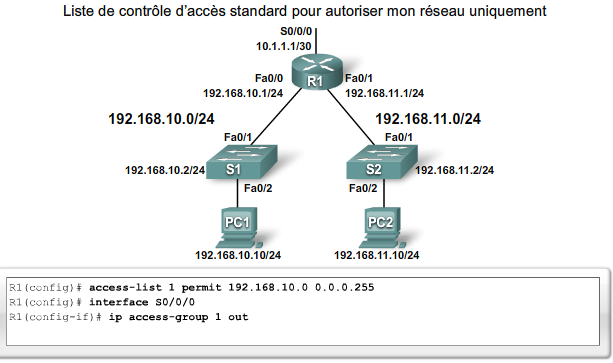 Liste de contrôle d'accès standard pour autoriser mon réseau uniquement
S0/0/0
10.1.1.1/30
Fa0/0
R1
Fa0/1
192.168.10.1/24
192.168.11.1/24
192.168.10.0/24
192.168.11.0/24
Fa0/1
Fa0/1
192.168.10.2/24
S1
S2
192.168.11.2/24
Fa0/2
Fa0/2
PC1
PC2
192.168.10.10/24
192.168.11.10/24
R1(config)# access-list 1 permit 192.168.10.0 0.0.0.255
R1(config)# interface S0/0/0
R1(config-if)# ip access-group 1 out